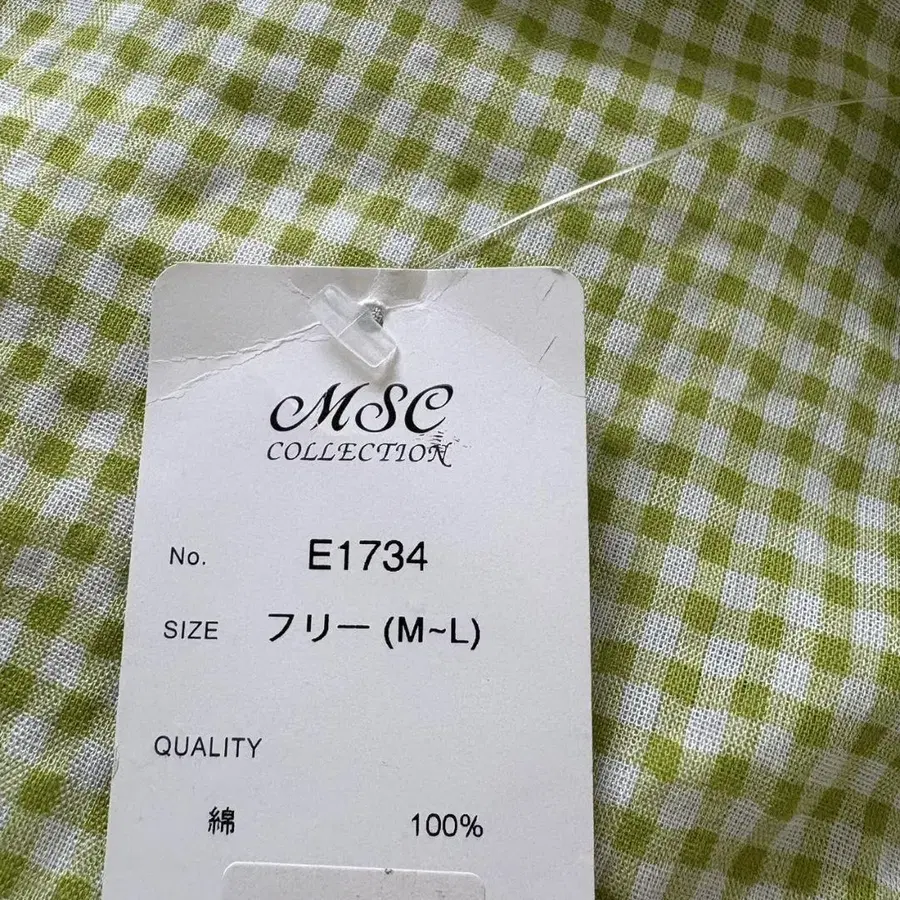 MSC
COLLECTION
No. E1734
SIZE フリー (M~L)
QUALITY
綿 100%